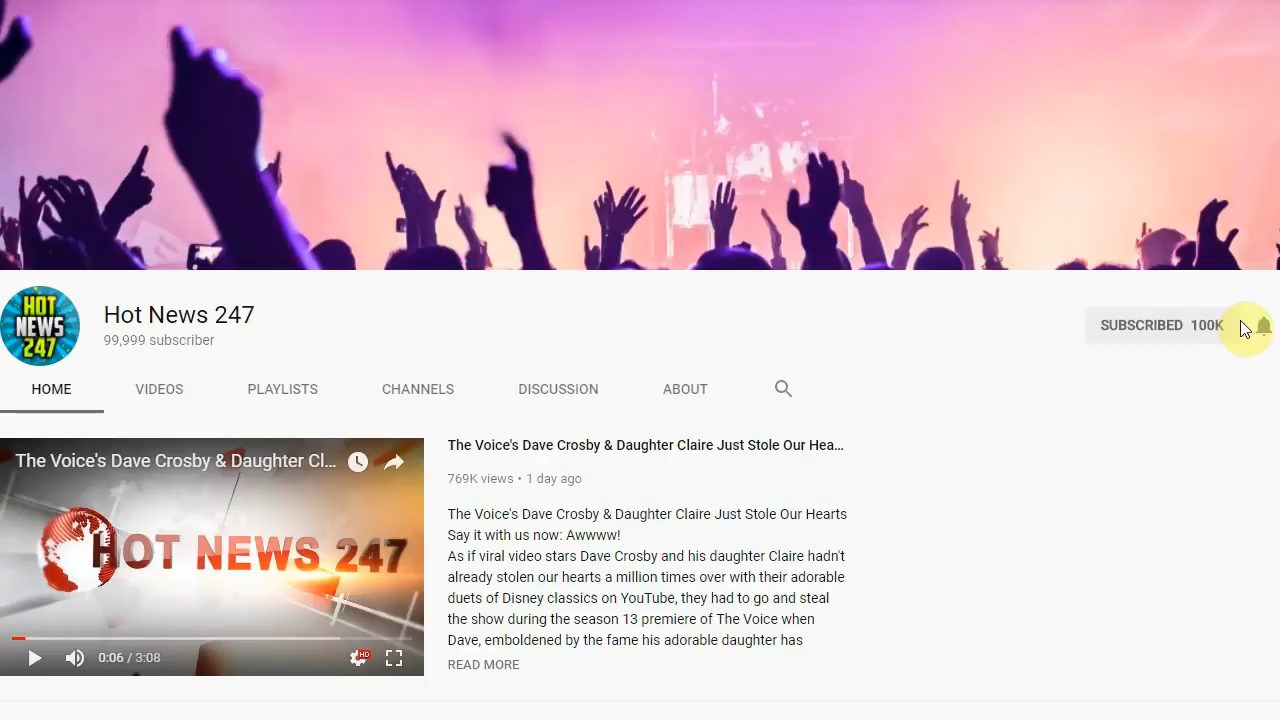 HOT
NEWS
247
Hot News 247
99,999 subscriber
SUBSCRIBED 100K
HOME VIDEOS PLAYLISTS CHANNELS DISCUSSION ABOUT
The Voice's Dave Crosby & Daughter Cl...
HOT NEWS 247
0:06 / 3:08
HD
The Voice's Dave Crosby & Daughter Claire Just Stole Our Hea...
769K views • 1 day ago
The Voice's Dave Crosby & Daughter Claire Just Stole Our Hearts
Say it with us now: Awwww!
As if viral video stars Dave Crosby and his daughter Claire hadn't
already stolen our hearts a million times over with their adorable
duets of Disney classics on YouTube, they had to go and steal
the show during the season 13 premiere of The Voice when
Dave, emboldened by the fame his adorable daughter has
READ MORE